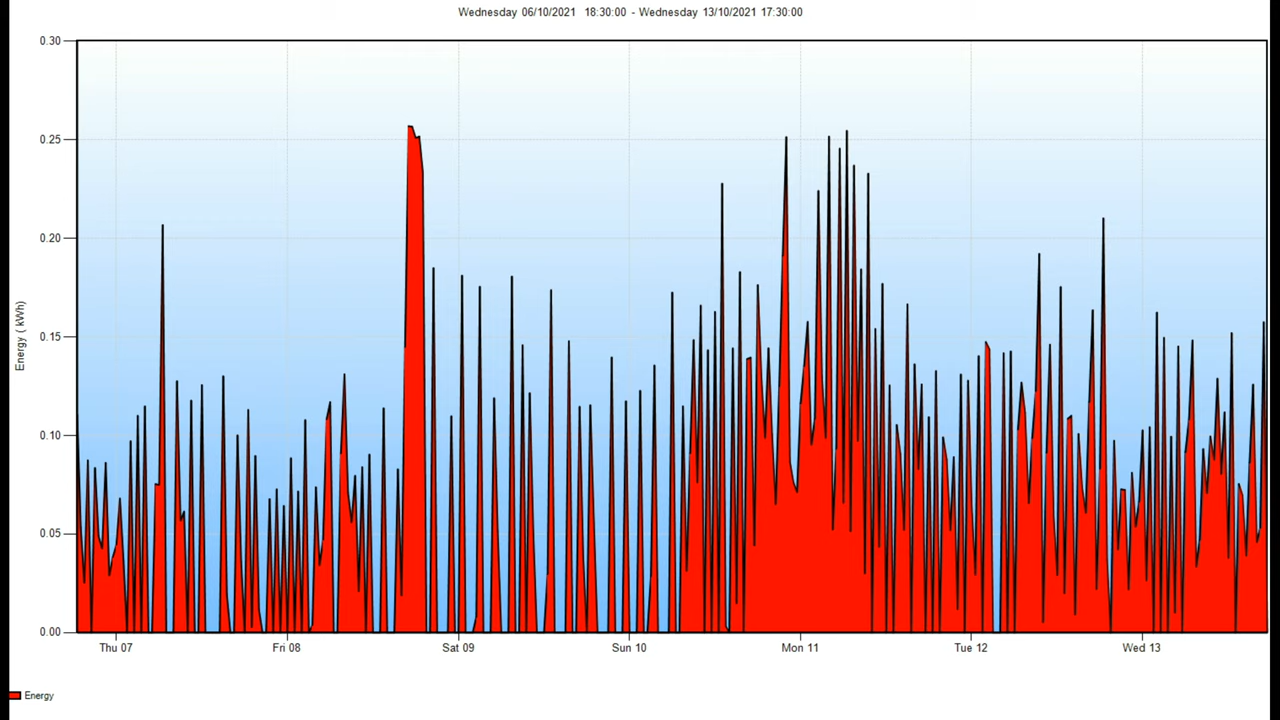 Wednesday 06/10/2021 18:30:00 - Wednesday 13/10/2021 17:30:00
0.30
0.25
0.20
0.15
0.10
0.05
0.00
Energy ( kWh)
Thu 07 Fri 08 Sat 09 Sun 10 Mon 11 Tue 12 Wed 13
Energy